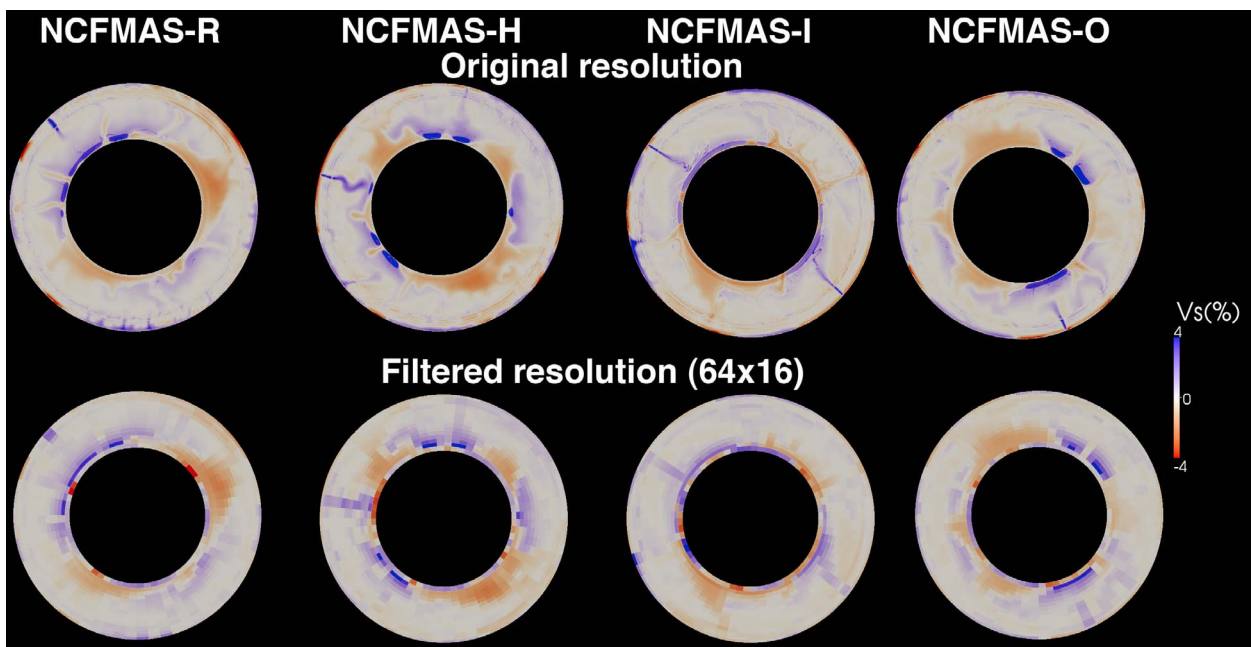 NCFMAS-R NCFMAS-H NCFMAS-I NCFMAS-O
Original resolution
Filtered resolution (64x16)
Vs(%)
4
0
-4